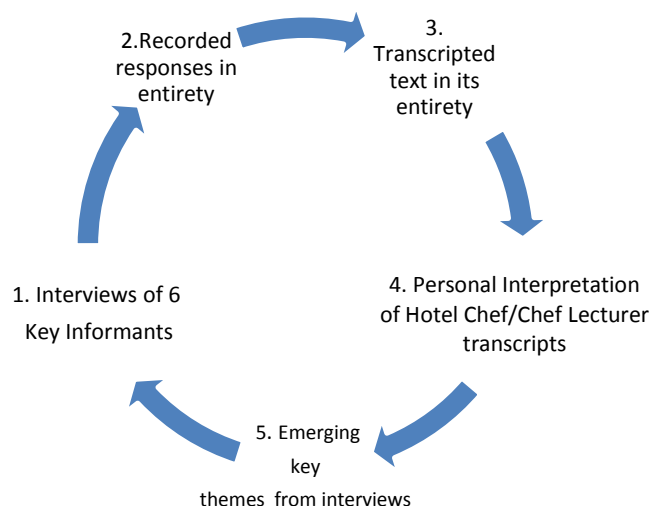 1. Interviews of 6
Key Informants
2.Recorded
responses in
entirety
3.
Transcripted
text in its
entirety
4. Personal Interpretation
of Hotel Chef/Chef Lecturer
transcripts
5. Emerging
key
themes from interviews